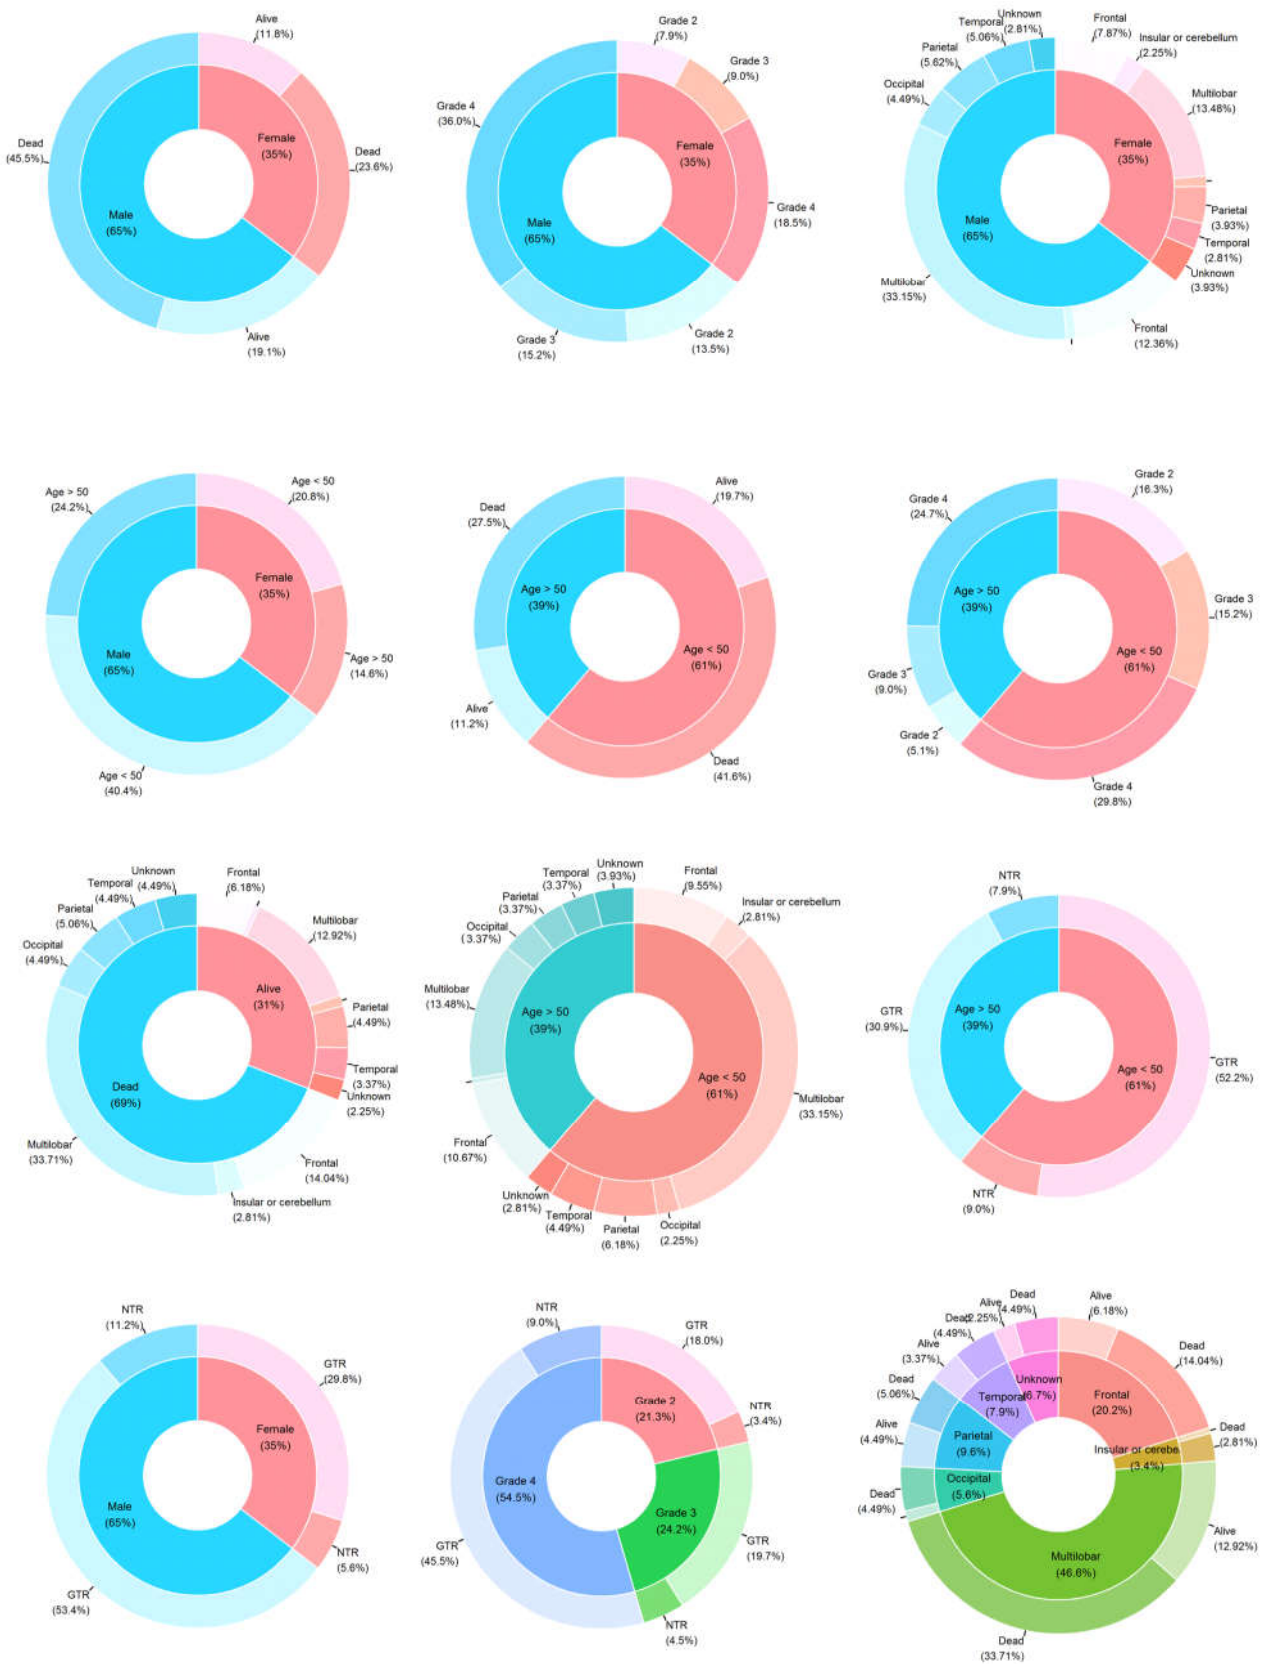 Alive
(11.8%)
Dead
(45.5%)
Female
(35%)
Dead
(23.6%)
Male
(65%)
Alive
(19.1%)
Grade 2
(7.9%)
Grade 3
(9.0%)
Grade 4
(36.0%)
Female
(35%)
Grade 4
(18.5%)
Male
(65%)
Grade 3
(15.2%)
Grade 2
(13.5%)
Unknown
(2.81%)
Temporal
(5.06%)
Parietal
(5.62%)
Occipital
(4.49%)
Frontal
(7.87%)
Insular or cerebellum
(2.25%)
Multilobar
(13.48%)
Female
(35%)
Parietal
(3.93%)
Temporal
(2.81%)
Unknown
(3.93%)
Male
(65%)
Multilobar
(33.15%)
Frontal
(12.36%)
Age > 50
(24.2%)
Age < 50
(20.8%)
Female
(35%)
Male
(65%)
Age > 50
(14.6%)
Age < 50
(40.4%)
Alive
(19.7%)
Dead
(27.5%)
Age > 50
(39%)
Age < 50
(61%)
Alive
(11.2%)
Dead
(41.6%)
Grade 2
(16.3%)
Grade 4
(24.7%)
Age > 50
(39%)
Grade 3
(15.2%)
Age < 50
(61%)
Grade 3
(9.0%)
Grade 2
(5.1%)
Grade 4
(29.8%)
Unknown
(4.49%)
Temporal
(4.49%)
Parietal
(5.06%)
Occipital
(4.49%)
Frontal
(6.18%)
Multilobar
(12.92%)
Alive
(31%)
Parietal
(4.49%)
Temporal
(3.37%)
Unknown
(2.25%)
Dead
(69%)
Multilobar
(33.71%)
Frontal
(14.04%)
Insular or cerebellum
(2.81%)
Unknown
(3.93%)
Temporal
(3.37%)
Parietal
(3.37%)
Occipital
(3.37%)
Frontal
(9.55%)
Insular or cerebellum
(2.81%)
Multilobar
(13.48%)
Age > 50
(39%)
Age < 50
(61%)
Multilobar
(33.15%)
Frontal
(10.67%)
Unknown
(2.81%)
Temporal
(4.49%)
Parietal
(6.18%)
Occipital
(2.25%)
NTR
(7.9%)
GTR
(30.9%)
Age > 50
(39%)
Age < 50
(61%)
GTR
(52.2%)
NTR
(9.0%)
NTR
(11.2%)
GTR
(29.8%)
Female
(35%)
Male
(65%)
NTR
(5.6%)
GTR
(53.4%)
NTR
(9.0%)
GTR
(18.0%)
Grade 2
(21.3%)
NTR
(3.4%)
Grade 4
(54.5%)
Grade 3
(24.2%)
GTR
(45.5%)
GTR
(19.7%)
NTR
(4.5%)
Dead
(4.49%)
Alive
(2.25%)
Dead
(4.49%)
Alive
(3.37%)
Dead
(5.06%)
Alive
(4.49%)
Dead
(4.49%)
Alive
(6.18%)
Dead
(14.04%)
Dead
(2.81%)
Unknown
(6.7%)
Temporal
(7.9%)
Parietal
(9.6%)
Occipital
(5.6%)
Frontal
(20.2%)
Insular or cerebe
(3.4%)
Multilobar
(46.6%)
Alive
(12.92%)
Dead
(33.71%)